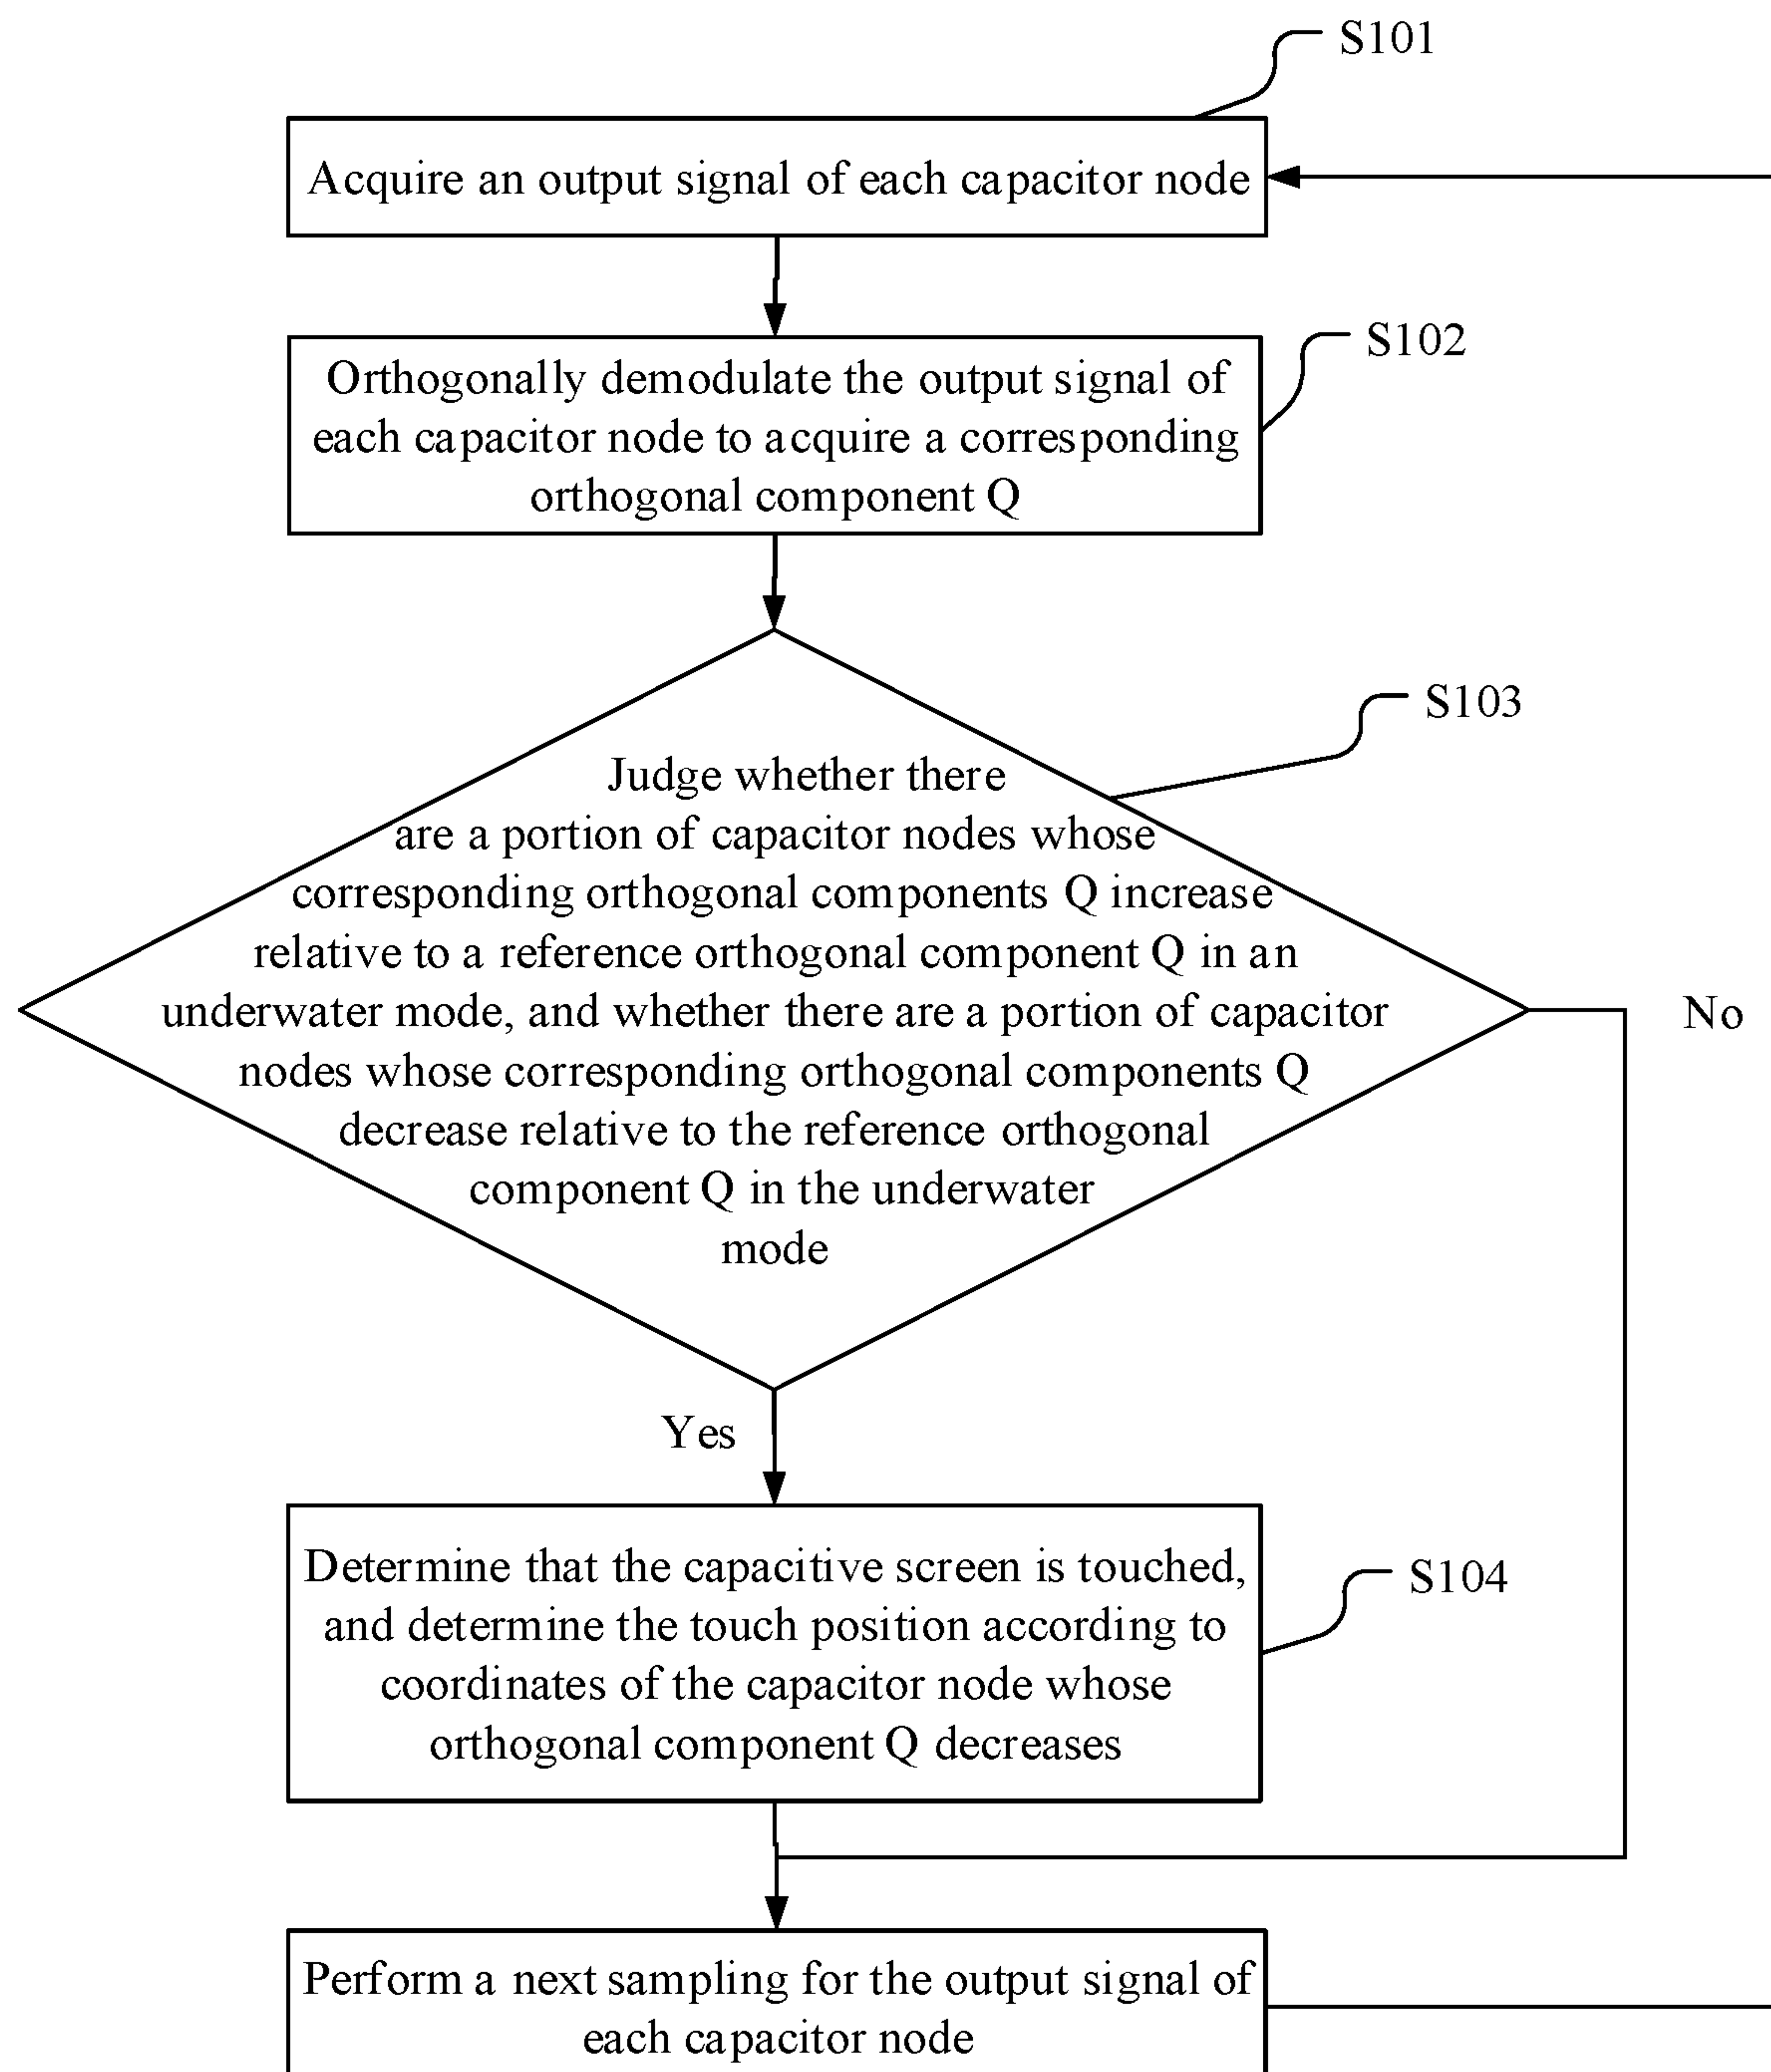 S101
Acquire an output signal of each capacitor node
S102
Orthogonally demodulate the output signal of
each capacitor node to acquire a corresponding
orthogonal component Q
S103
Judge whether there
are a portion of capacitor nodes whose
corresponding orthogonal components Q increase
relative to a reference orthogonal component Q in an
underwater mode, and whether there are a portion of capacitor
nodes whose corresponding orthogonal components Q
decrease relative to the reference orthogonal
component Q in the underwater
mode
No
Yes
Determine that the capacitive screen is touched,
and determine the touch position according to
coordinates of the capacitor node whose
orthogonal component Q decreases
S104
Perform a next sampling for the output signal of
each capacitor node